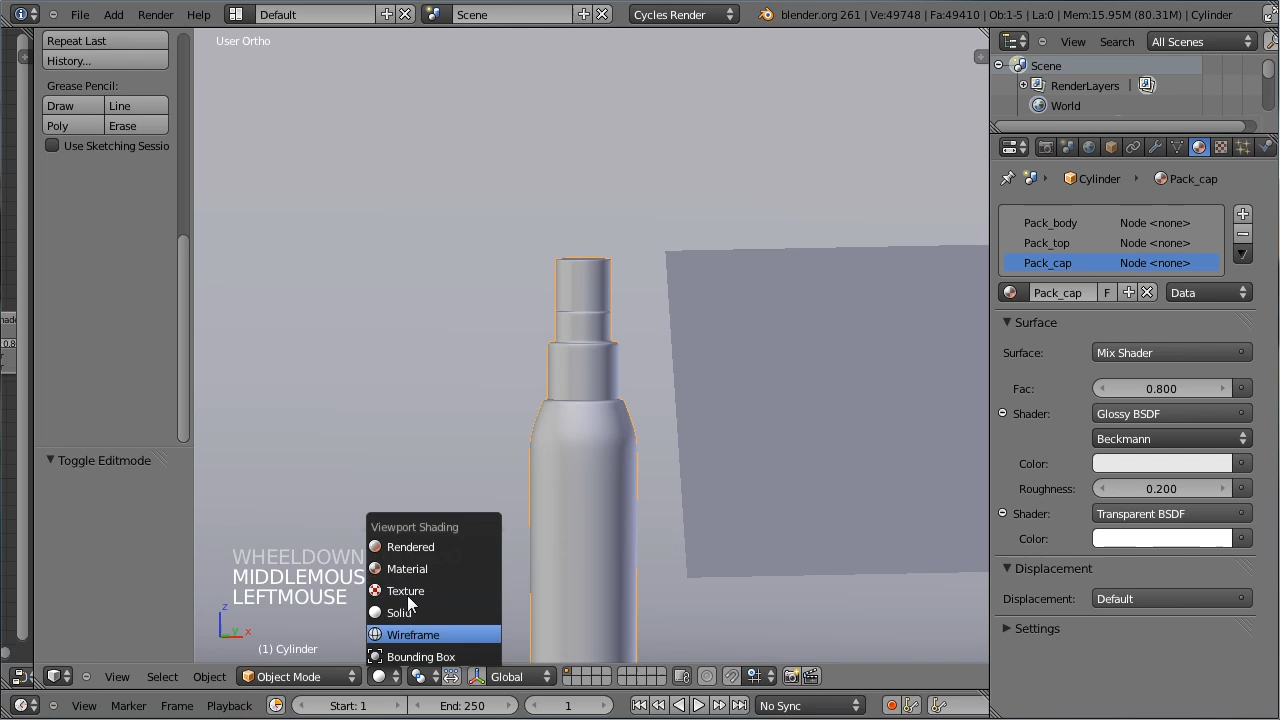 File Add Render Help Default Scene Cycles Render blender.org 261 | Ve:49748 | Fa:49410 | Ob:1-5 | La:0 | Mem:15.95M (80.31M) | Cylinder
Repeat Last
History...
Grease Pencil:
Draw Line
Poly Erase
Use Sketching Sessio
Toggle Editmode
User Ortho
WHEELDOWN
MIDDLEMOUS
LEFTMOUSE
z
y x
(1) Cylinder
Viewport Shading
Rendered
Material
Texture
Solid
Wireframe
Bounding Box
View Select Object Object Mode Global
View Marker Frame Playback Start: 1 End: 250 1 No Sync
View Search All Scenes
Scene
RenderLayers |
World
Cylinder Pack_cap
Pack_body Node <none>
Pack_top Node <none>
Pack_cap Node <none>
Pack_cap F Data
Surface
Surface: Mix Shader
Fac: 0.800
Shader: Glossy BSDF
Beckmann
Color:
Roughness: 0.200
Shader: Transparent BSDF
Color:
Displacement
Displacement: Default
Settings